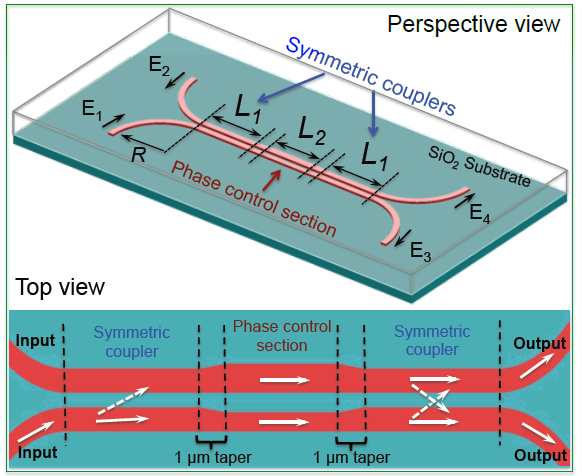 Perspective view
Symmetric couplers
E2
E1
L1
L2
L1
R
Phase control section
SiO2 Substrate
E4
E3
Top view
Input
Symmetric
coupler
Phase control
section
Symmetric
coupler
Output
Input
1 μm taper
1 μm taper
Output